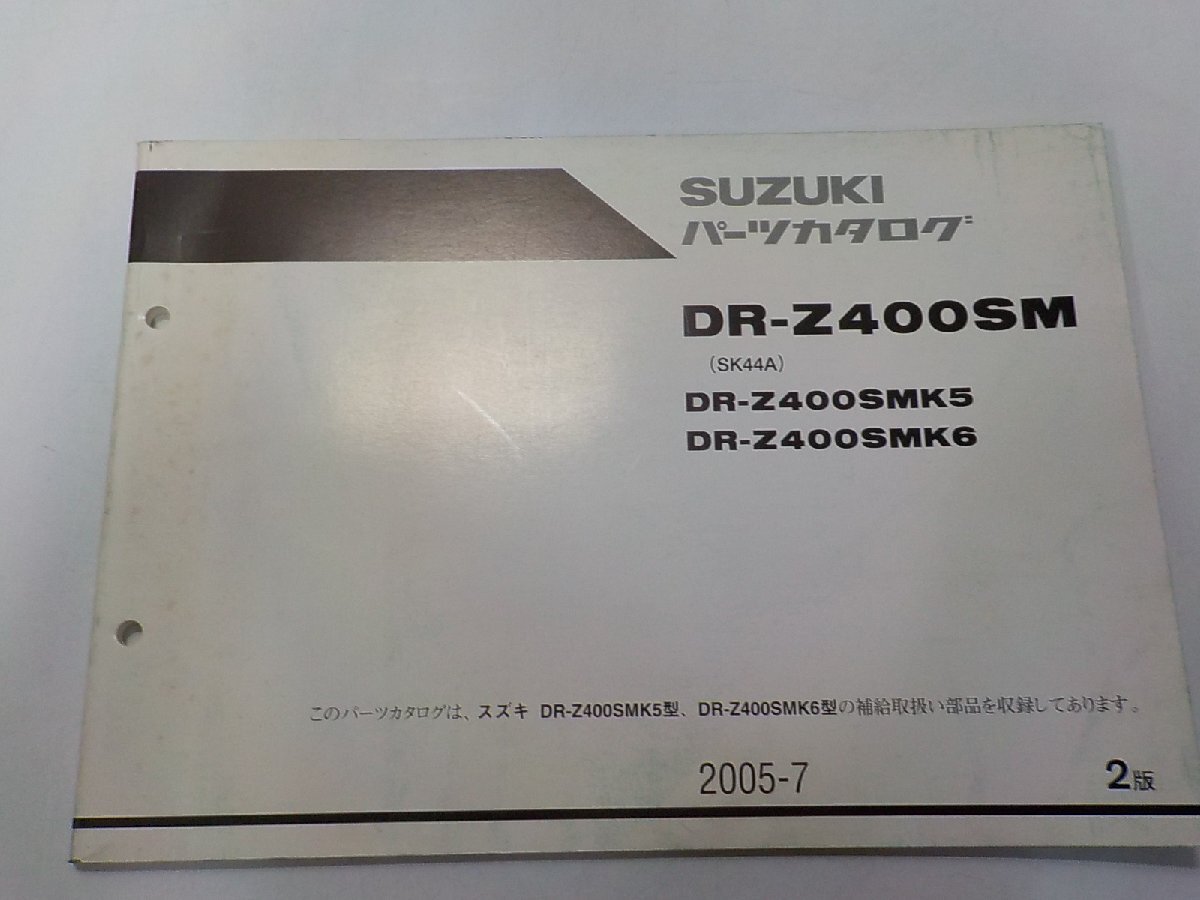 SUZUKI
パーツカタログ
DR-Z400SM
(SK44A)
DR-Z400SMK5
DR-Z400SMK6
このパーツカタログは、スズキ DR-Z400SMK5型、DR-Z400SMK6型の補給取扱い部品を収録してあります。
2005-7
2版